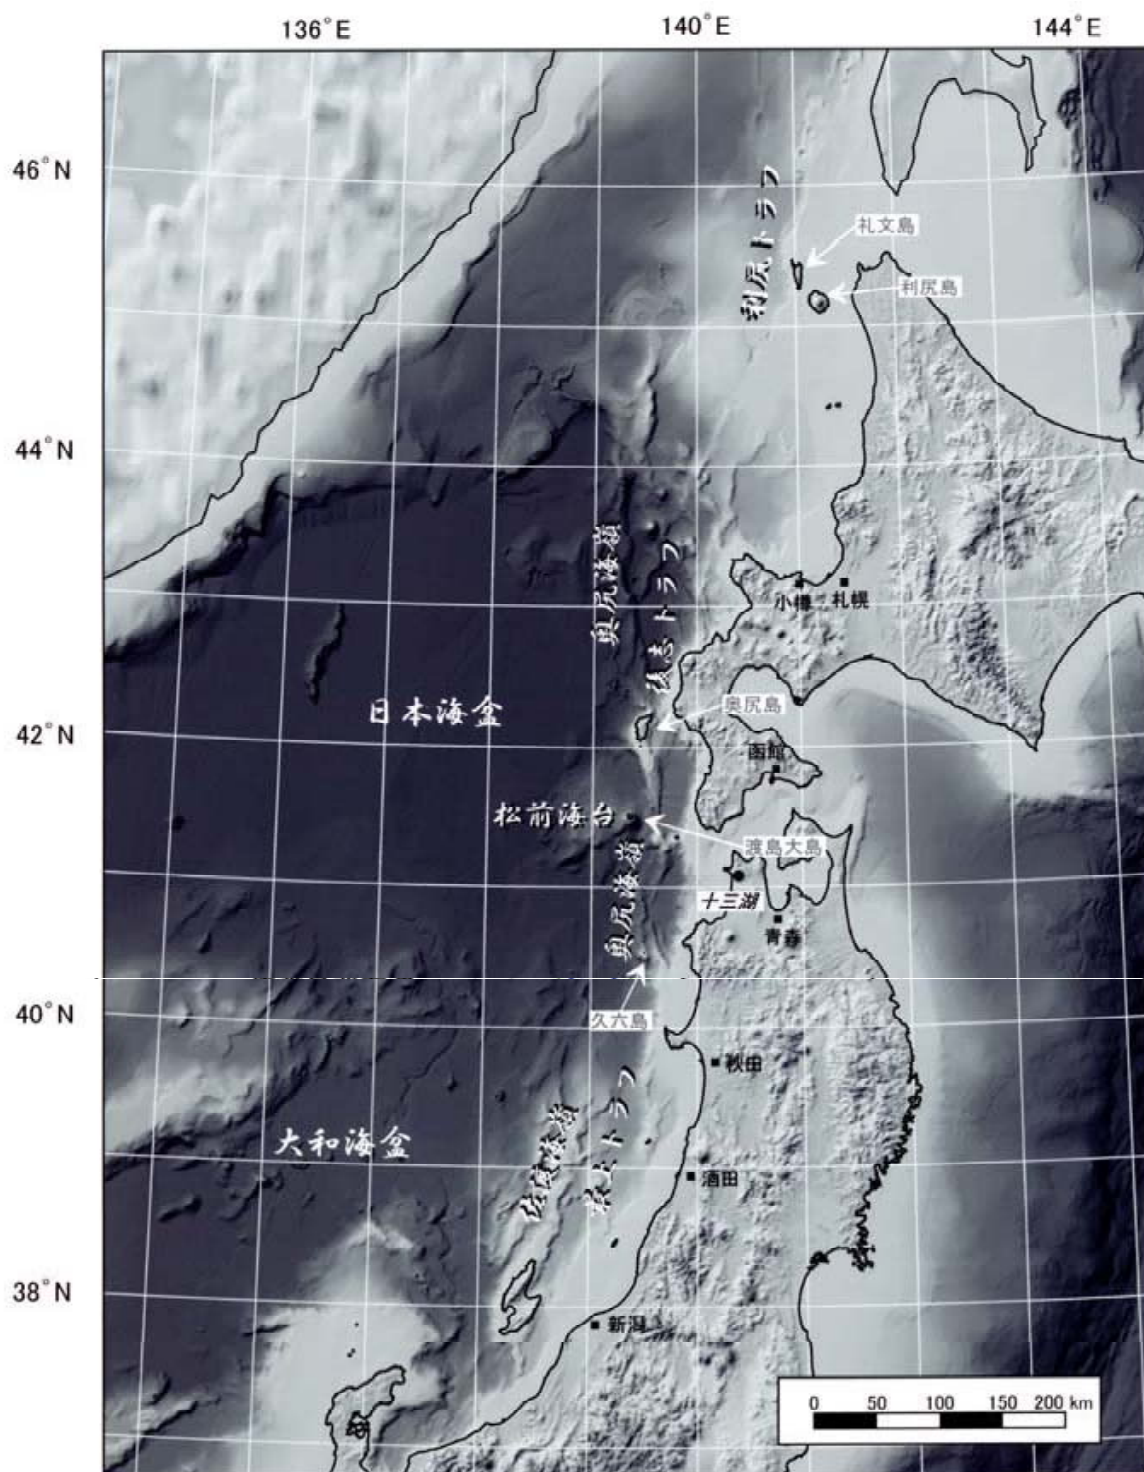 136°E 140°E 144°E
46°N
利尻トラフ
礼文島
利尻島
44°N
奥尻海嶺
後志トラフ
小樽
札幌
日本海盆
奥尻島
42°N
函館
松前海台
渡島大島
奥尻海嶺
十三湖
青森
40°N
久六島
秋田
最上トラフ
佐渡海嶺
大和海盆
酒田
38°N
新潟
0 50 100 150 200 km